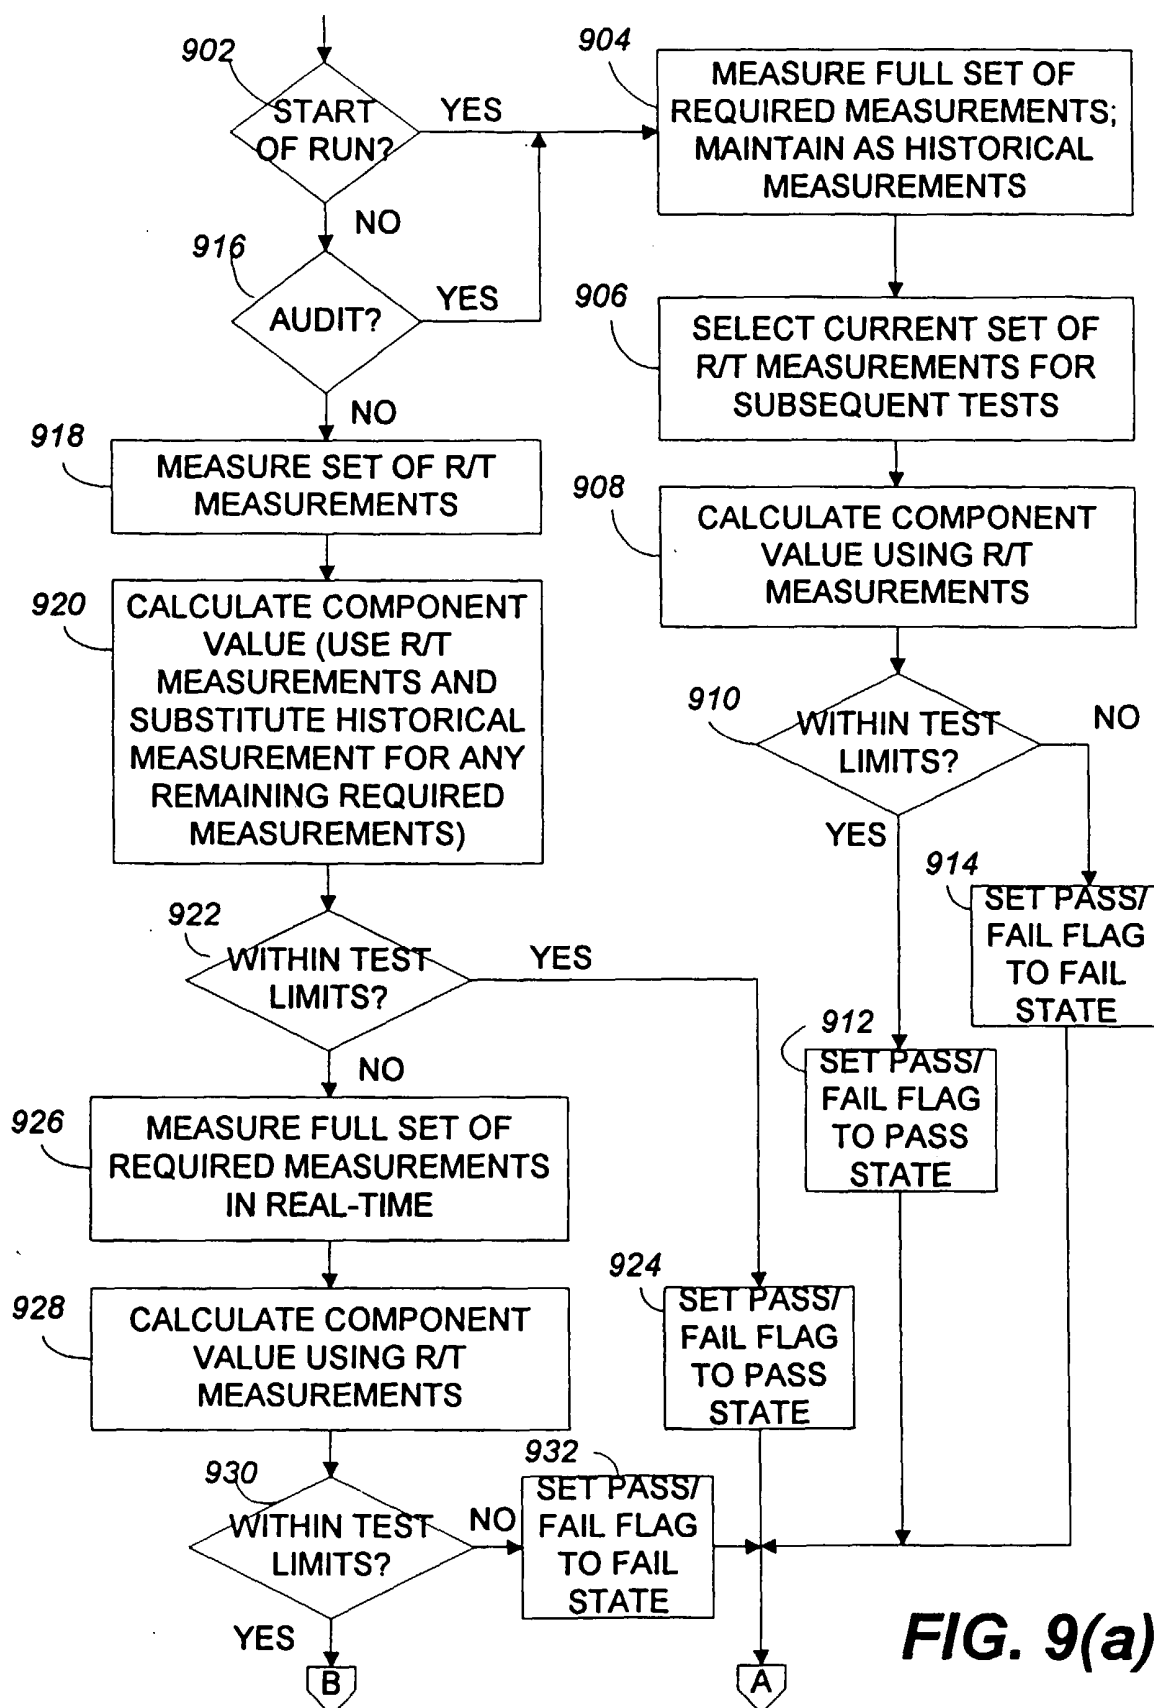 902
START
OF RUN?
YES
NO
904
MEASURE FULL SET OF
REQUIRED MEASUREMENTS;
MAINTAIN AS HISTORICAL
MEASUREMENTS
916
AUDIT?
YES
NO
906
SELECT CURRENT SET OF
R/T MEASUREMENTS FOR
SUBSEQUENT TESTS
918
MEASURE SET OF R/T
MEASUREMENTS
908
CALCULATE COMPONENT
VALUE USING R/T
MEASUREMENTS
920
CALCULATE COMPONENT
VALUE (USE R/T
MEASUREMENTS AND
SUBSTITUTE HISTORICAL
MEASUREMENT FOR ANY
REMAINING REQUIRED
MEASUREMENTS)
910
WITHIN TEST
LIMITS?
NO
YES
914
SET PASS/
FAIL FLAG
TO FAIL
STATE
922
WITHIN TEST
LIMITS?
YES
NO
912
SET PASS/
FAIL FLAG
TO PASS
STATE
926
MEASURE FULL SET OF
REQUIRED MEASUREMENTS
IN REAL-TIME
924
SET PASS/
FAIL FLAG
TO PASS
STATE
928
CALCULATE COMPONENT
VALUE USING R/T
MEASUREMENTS
930
WITHIN TEST
LIMITS?
NO
YES
932
SET PASS/
FAIL FLAG
TO FAIL
STATE
B
A
FIG. 9(a)